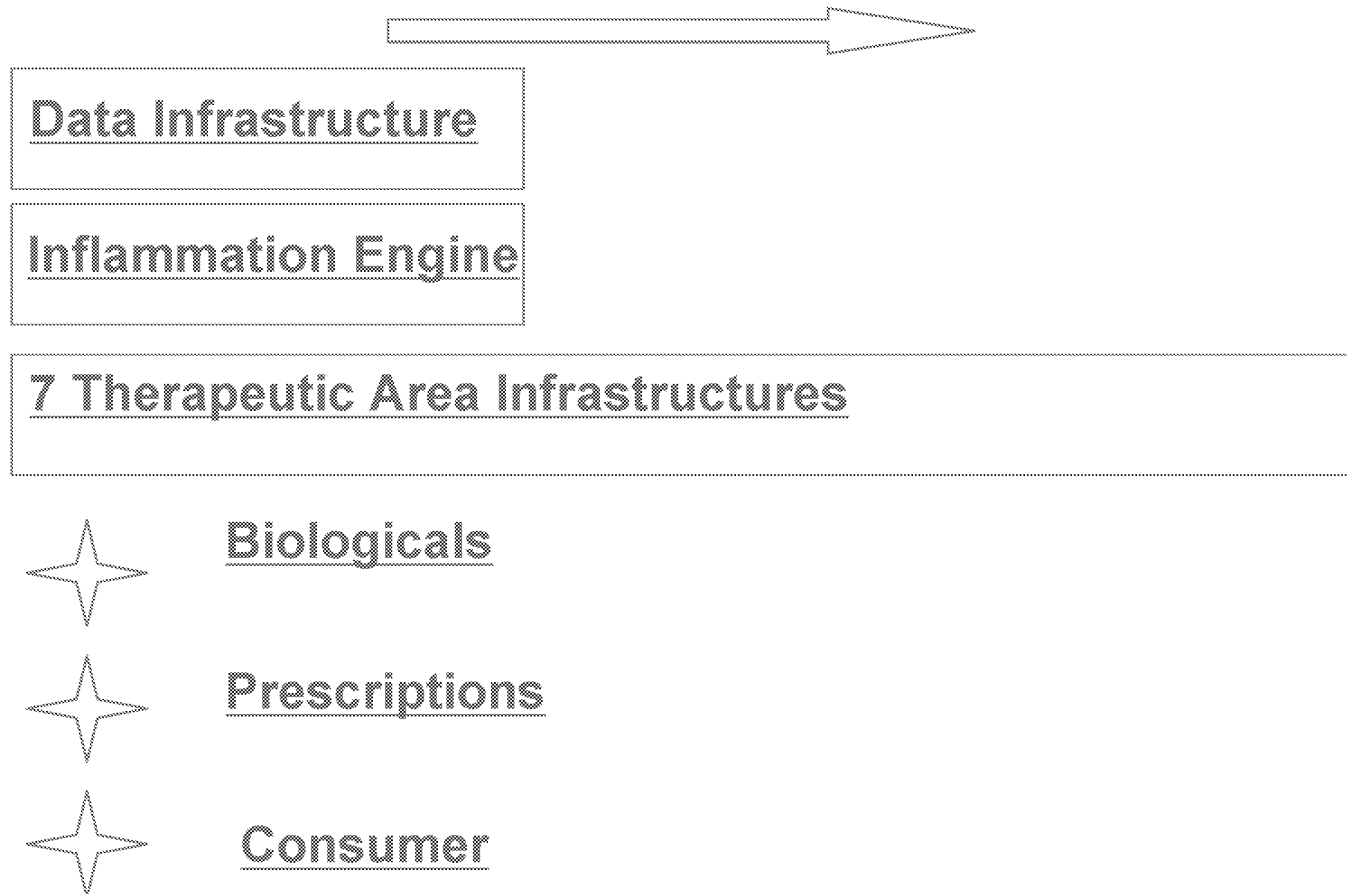 Data Infrastructure
Inflammation Engine
7 Therapeutic Area Infrastructures
Biologicals
Prescriptions
Consumer